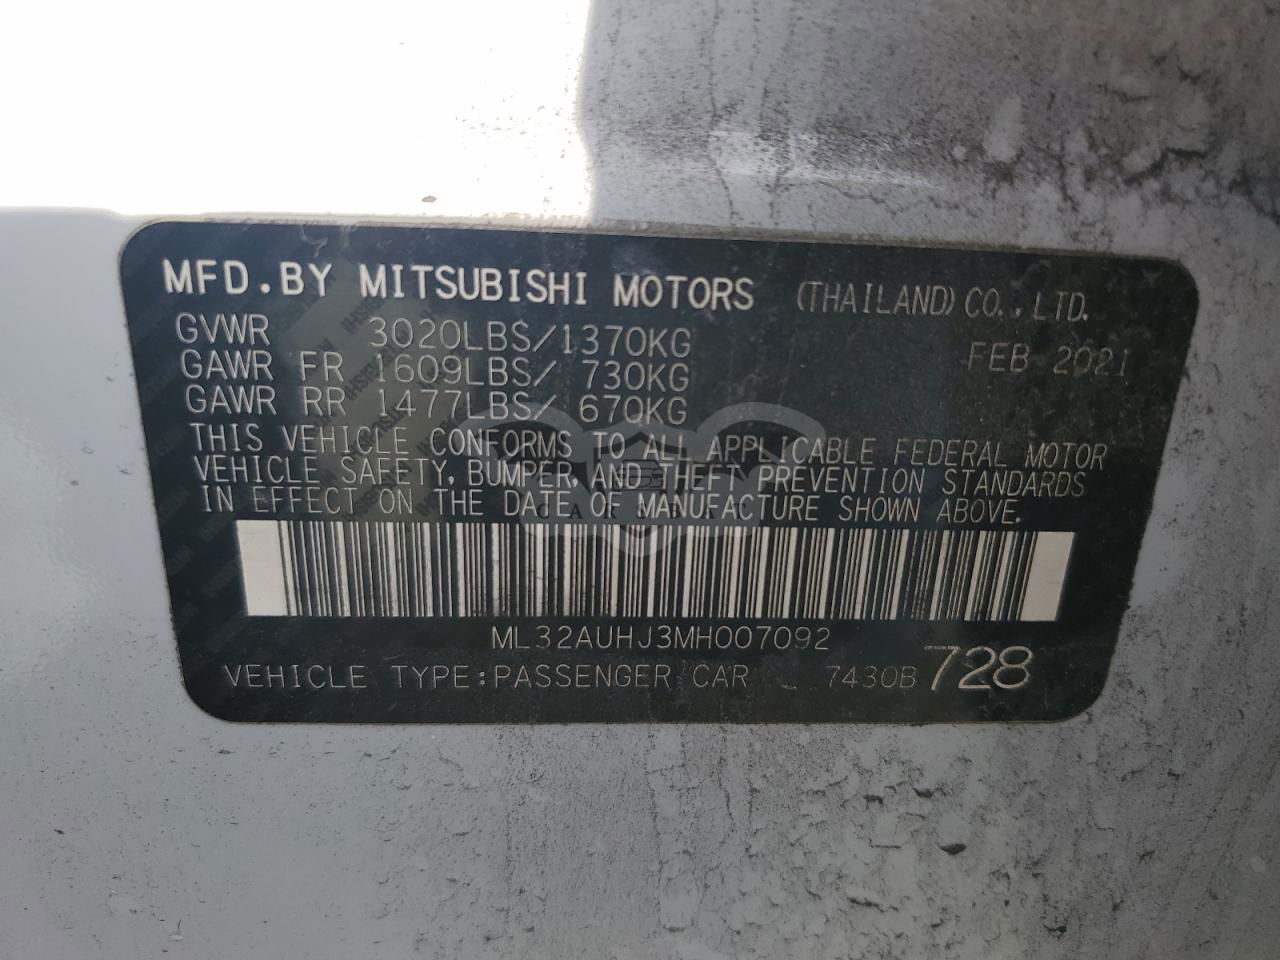 MFD.BY MITSUBISHI MOTORS (THAILAND) CO.,LTD.
GVWR 3020LBS/1370KG FEB 2021
GAWR FR 1609LBS/ 730KG
GAWR RR 1477LBS/ 670KG
THIS VEHICLE CONFORMS TO ALL APPLICABLE FEDERAL MOTOR
VEHICLE SAFETY, BUMPER, AND THEFT PREVENTION STANDARDS
IN EFFECT ON THE DATE OF MANUFACTURE SHOWN ABOVE.
ML32AUHJ3MH007092
VEHICLE TYPE:PASSENGER CAR 7430B 728